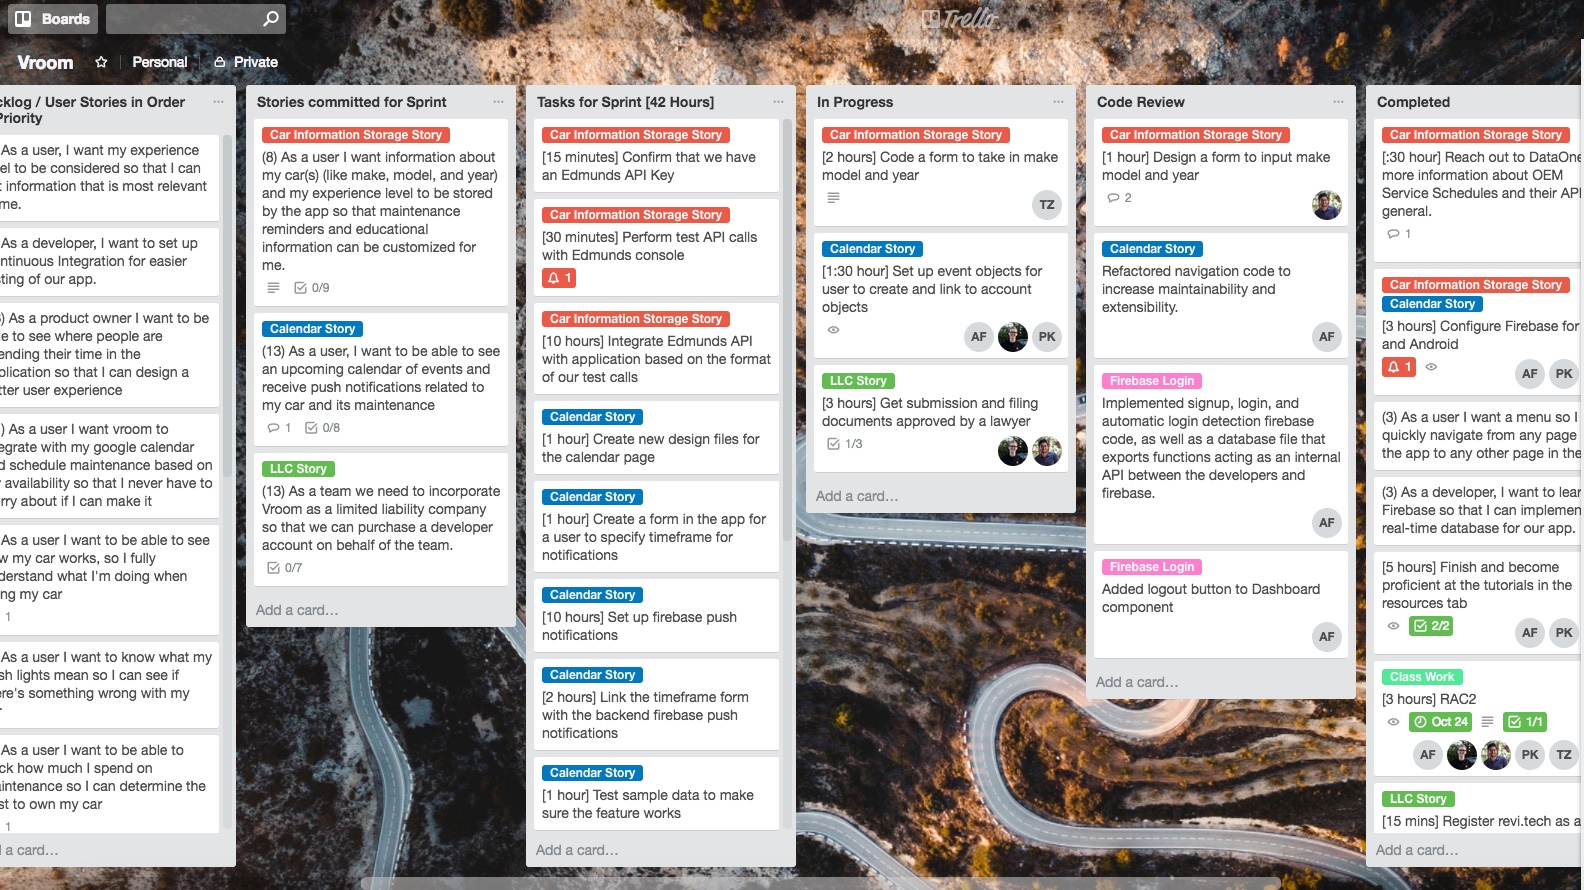 Boards
Trello
Vroom
Personal
Private
cklog / User Stories in Order
Priority
As a user, I want my experience
el to be considered so that I can
information that is most relevant
me.
As a developer, I want to set up
ntinuous Integration for easier
sting of our app.
) As a product owner I want to be
e to see where people are
ending their time in the
plication so that I can design a
tter user experience
) As a user I want vroom to
egrate with my google calendar
d schedule maintenance based on
availability so that I never have to
rry about if I can make it
As a user I want to be able to see
w my car works, so I fully
derstand what I'm doing when
ng my car
1
As a user I want to know what my
sh lights mean so I can see if
ere's something wrong with my
As a user I want to be able to
ck how much I spend on
intenance so I can determine the
st to own my car
1
d a card…
Stories committed for Sprint
Car Information Storage Story
(8) As a user I want information about
my car(s) (like make, model, and year)
and my experience level to be stored
by the app so that maintenance
reminders and educational
information can be customized for
me.
0/9
Calendar Story
(13) As a user, I want to be able to see
an upcoming calendar of events and
receive push notifications related to
my car and its maintenance
1 0/8
LLC Story
(13) As a team we need to incorporate
Vroom as a limited liability company
so that we can purchase a developer
account on behalf of the team.
0/7
Add a card…
Tasks for Sprint [42 Hours]
Car Information Storage Story
[15 minutes] Confirm that we have
an Edmunds API Key
Car Information Storage Story
[30 minutes] Perform test API calls
with Edmunds console
1
Car Information Storage Story
[10 hours] Integrate Edmunds API
with application based on the format
of our test calls
Calendar Story
[1 hour] Create new design files for
the calendar page
Calendar Story
[1 hour] Create a form in the app for
a user to specify timeframe for
notifications
Calendar Story
[10 hours] Set up firebase push
notifications
Calendar Story
[2 hours] Link the timeframe form
with the backend firebase push
notifications
Calendar Story
[1 hour] Test sample data to make
sure the feature works
Add a card…
In Progress
Car Information Storage Story
[2 hours] Code a form to take in make
model and year
TZ
Calendar Story
[1:30 hour] Set up event objects for
user to create and link to account
objects
AF PK
LLC Story
[3 hours] Get submission and filing
documents approved by a lawyer
1/3
Add a card…
Code Review
Car Information Storage Story
[1 hour] Design a form to input make
model and year
2
Calendar Story
Refactored navigation code to
increase maintainability and
extensibility.
AF
Firebase Login
Implemented signup, login, and
automatic login detection firebase
code, as well as a database file that
exports functions acting as an internal
API between the developers and
firebase.
AF
Firebase Login
Added logout button to Dashboard
component
AF
Add a card…
Completed
Car Information Storage Story
[:30 hour] Reach out to DataOne
more information about OEM
Service Schedules and their API
general.
1
Car Information Storage Story
Calendar Story
[3 hours] Configure Firebase for
and Android
1 AF PK
(3) As a user I want a menu so I
quickly navigate from any page
the app to any other page in the
(3) As a developer, I want to lear
Firebase so that I can implemen
real-time database for our app.
[5 hours] Finish and become
proficient at the tutorials in the
resources tab
2/2 AF PK
Class Work
[3 hours] RAC2
Oct 24 1/1
AF PK TZ
LLC Story
[15 mins] Register revi.tech as a
Add a card…